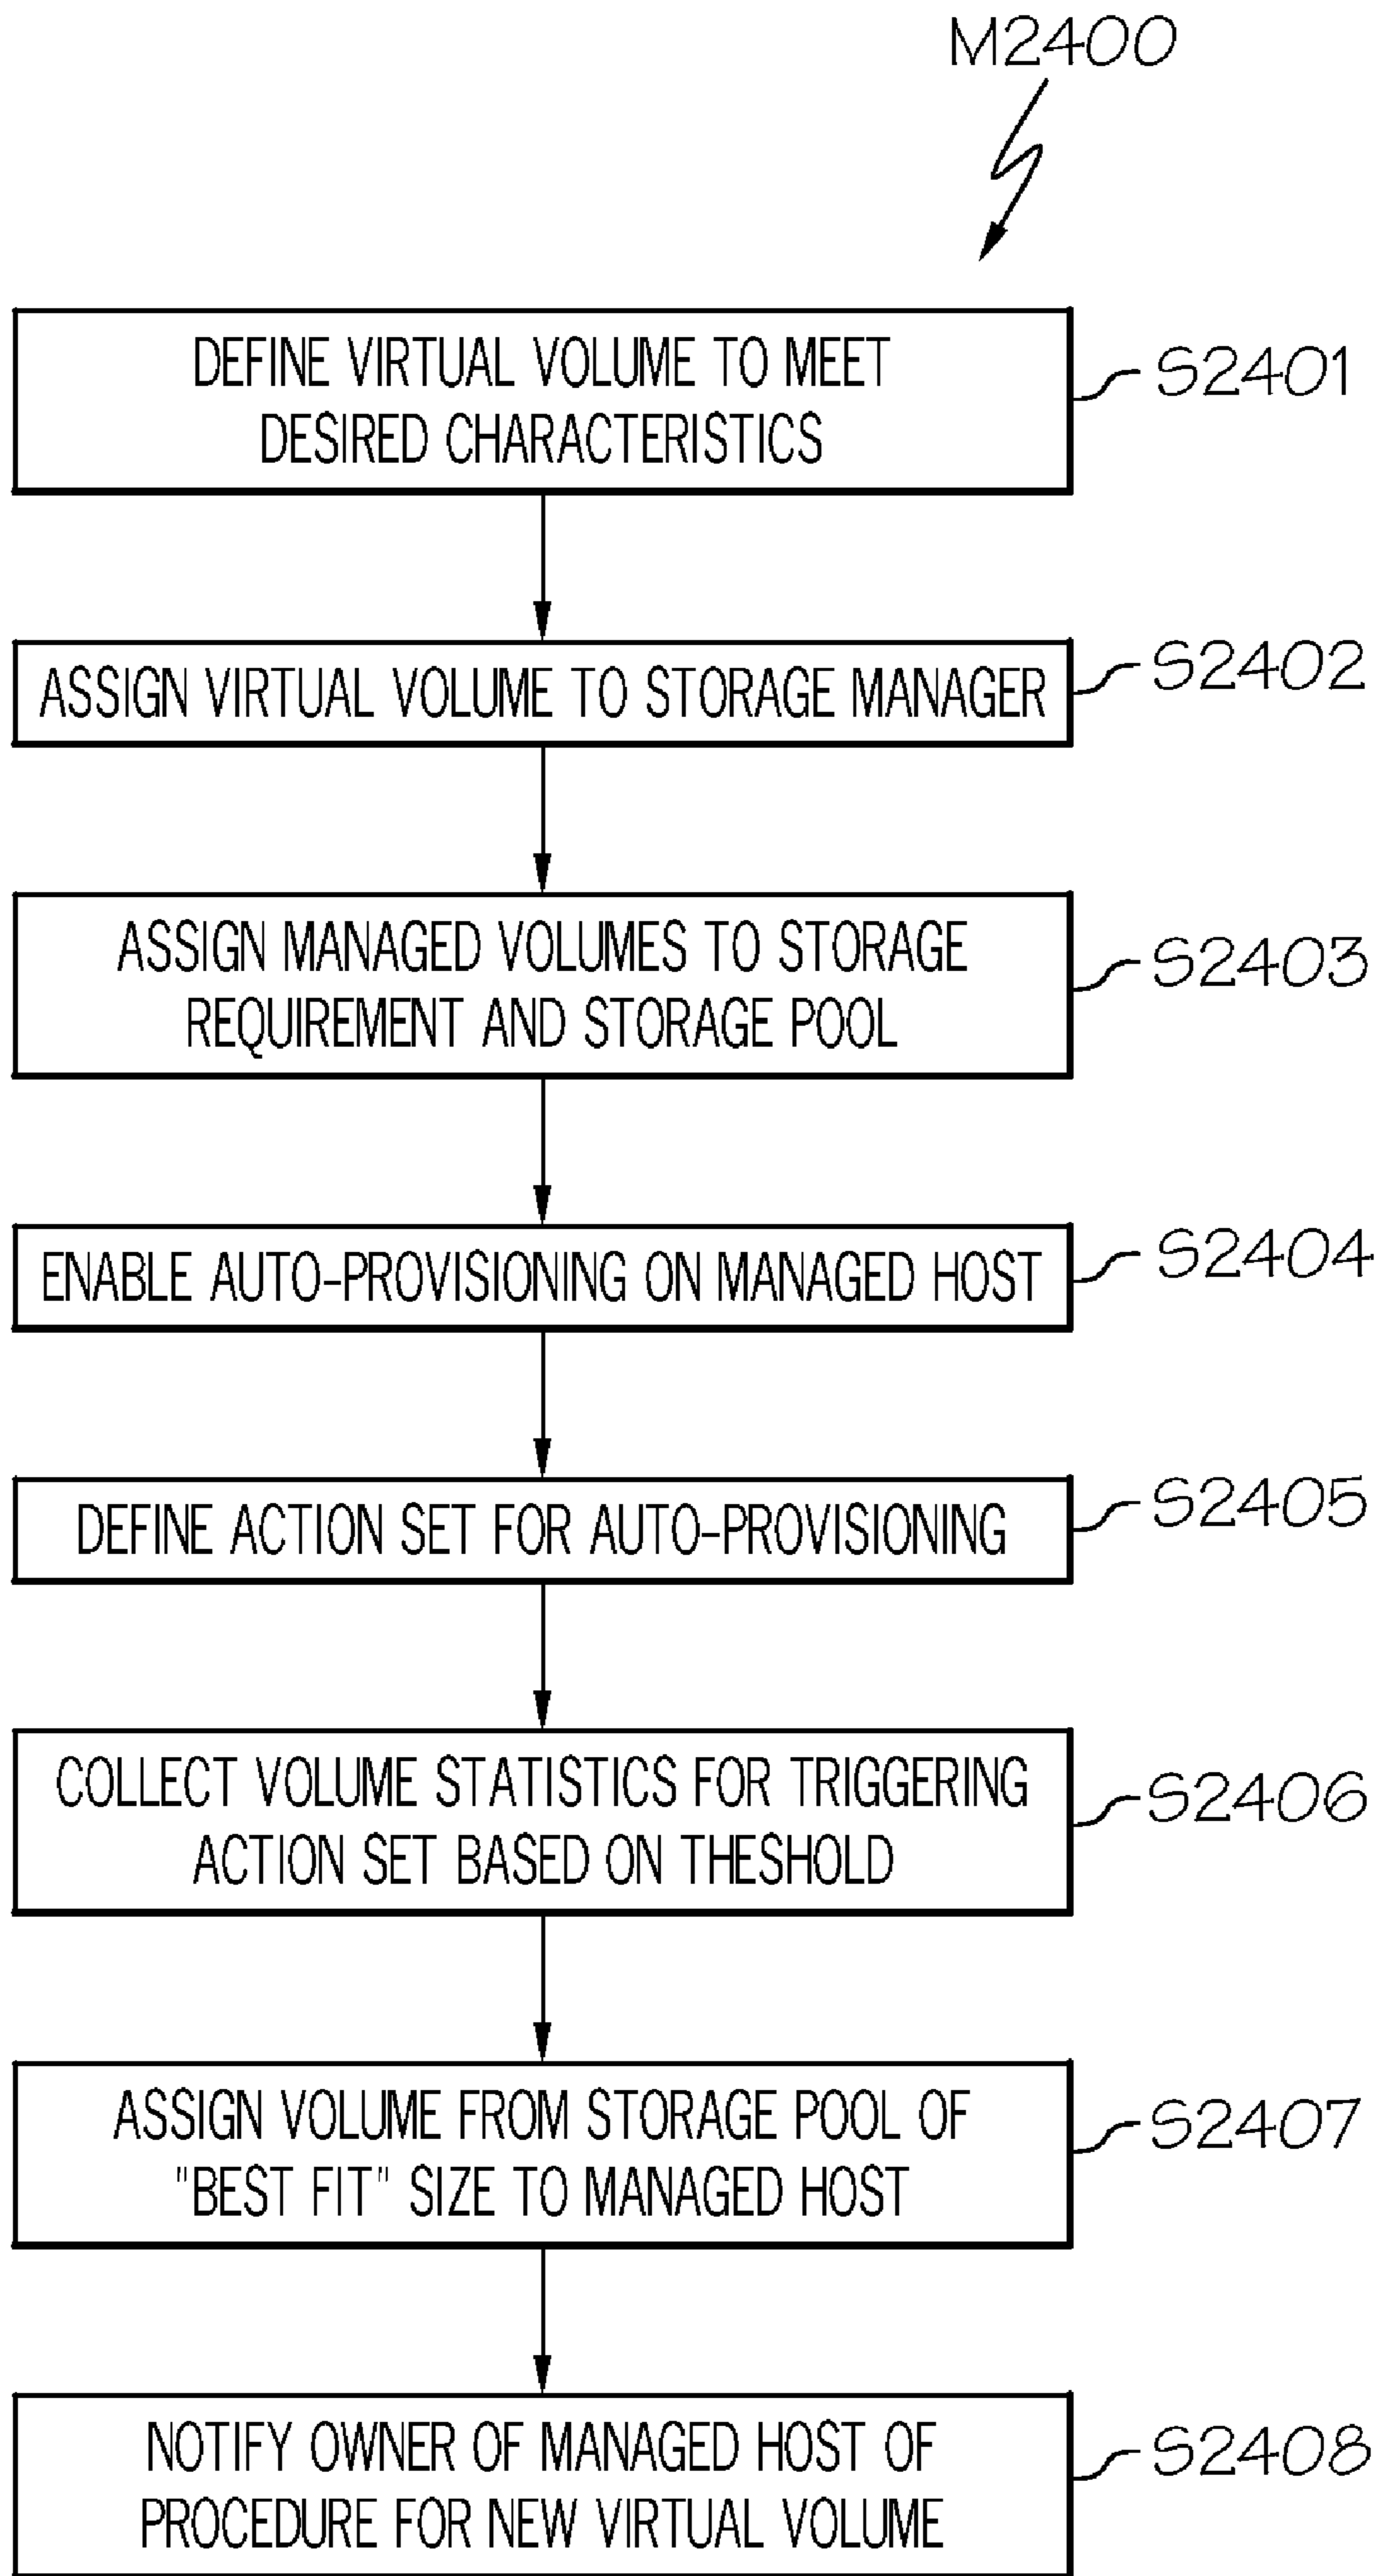 M2400
DEFINE VIRTUAL VOLUME TO MEET
DESIRED CHARACTERISTICS
S2401
ASSIGN VIRTUAL VOLUME TO STORAGE MANAGER
S2402
ASSIGN MANAGED VOLUMES TO STORAGE
REQUIREMENT AND STORAGE POOL
S2403
ENABLE AUTO-PROVISIONING ON MANAGED HOST
S2404
DEFINE ACTION SET FOR AUTO-PROVISIONING
S2405
COLLECT VOLUME STATISTICS FOR TRIGGERING
ACTION SET BASED ON THESHOLD
S2406
ASSIGN VOLUME FROM STORAGE POOL OF
"BEST FIT" SIZE TO MANAGED HOST
S2407
NOTIFY OWNER OF MANAGED HOST OF
PROCEDURE FOR NEW VIRTUAL VOLUME
S2408